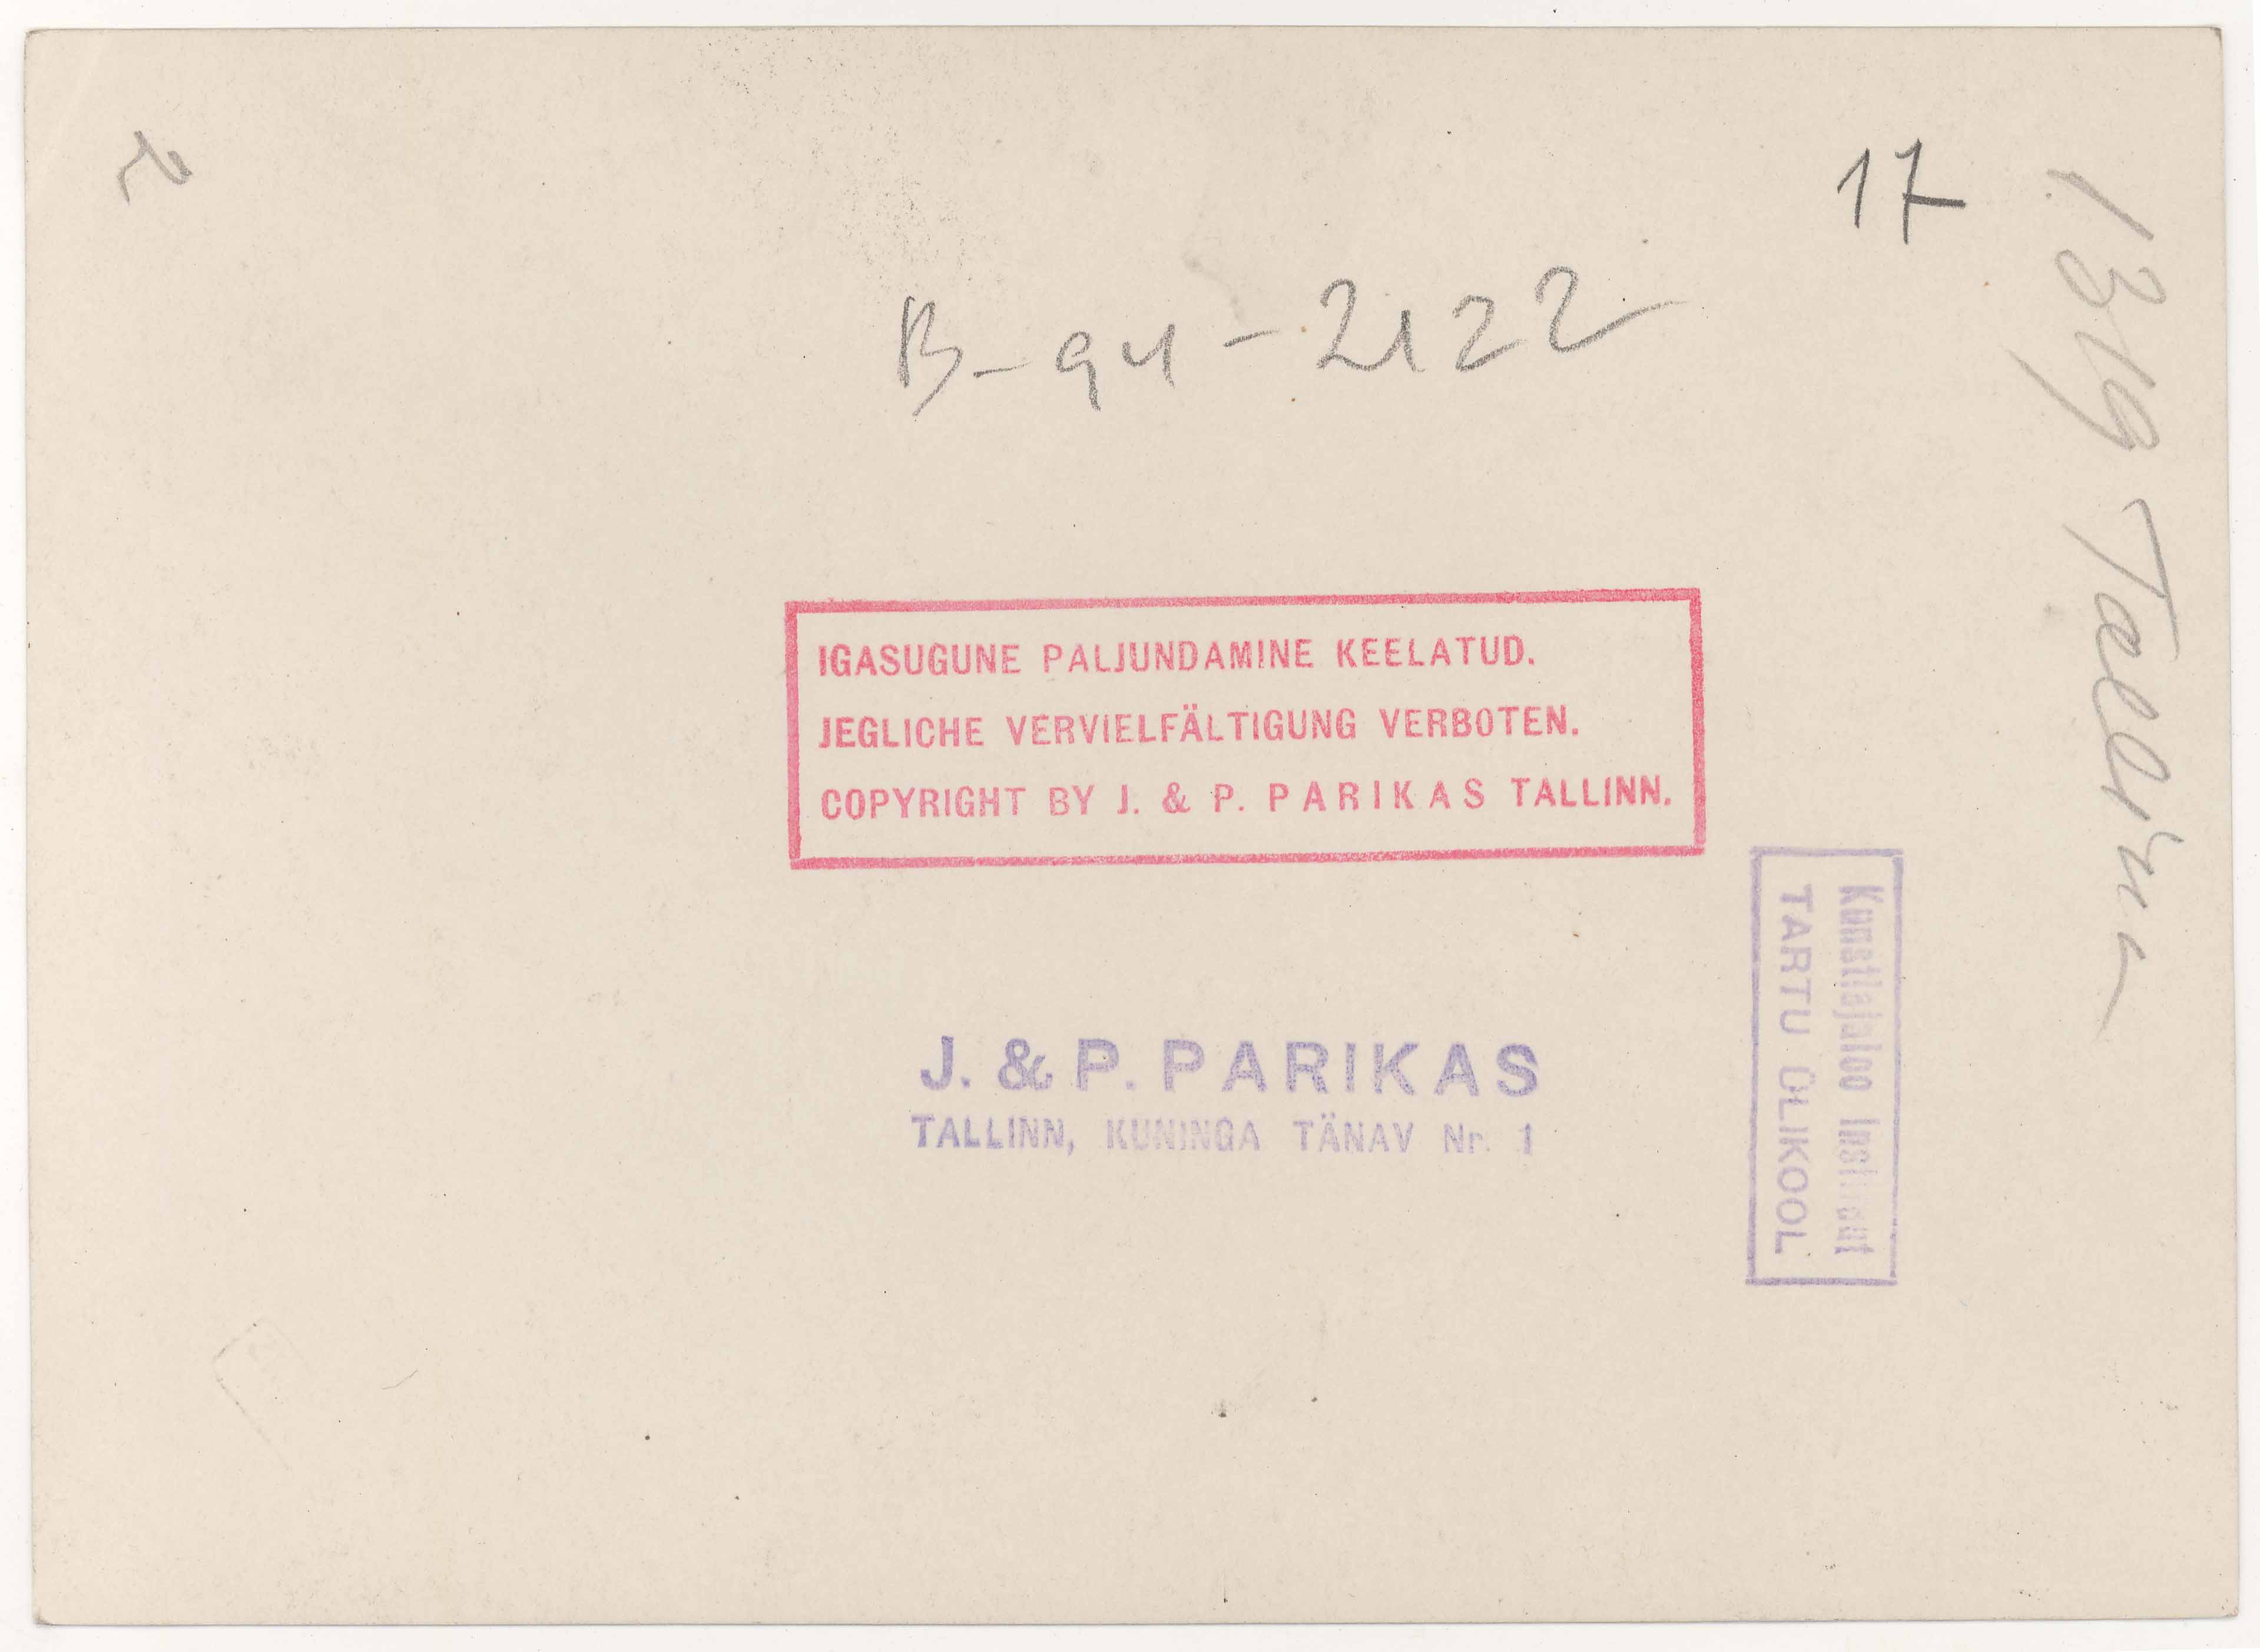 17
B-94-2122
IGASUGUNE PALJUNDAMINE KEELATUD.
JEGLICHE VERVIELFÄLTIGUNG VERBOTEN.
COPYRIGHT BY J. & P. PARIKAS TALLINN.
J. & P. PARIKAS
TALLINN, KUNINGA TÄNAV Nr. 1
Kunstiajaloo Instituut
TARTU ÜLIKOOL
Tallinn